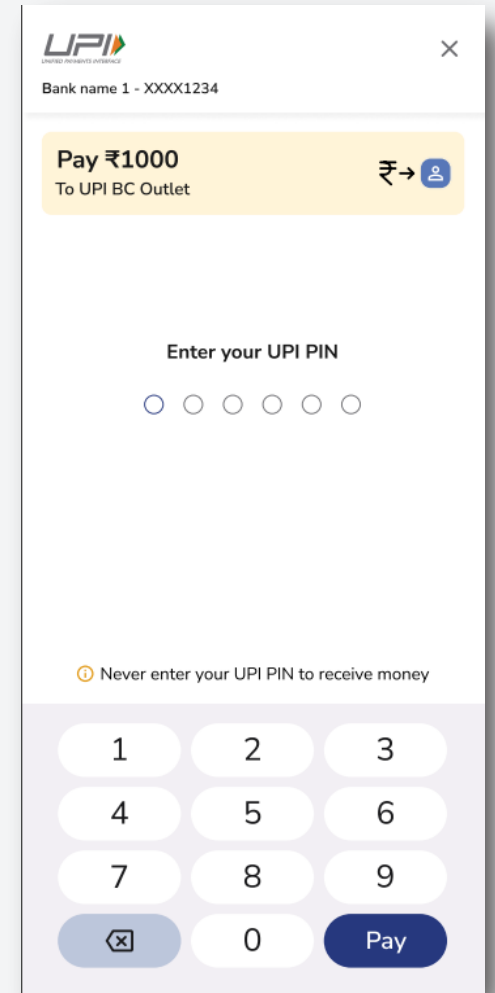 UPI
UNIFIED PAYMENTS INTERFACE
Bank name 1 - XXXX1234
Pay ₹1000
To UPI BC Outlet
₹→
Enter your UPI PIN
Never enter your UPI PIN to receive money
1 2 3
4 5 6
7 8 9
0 Pay